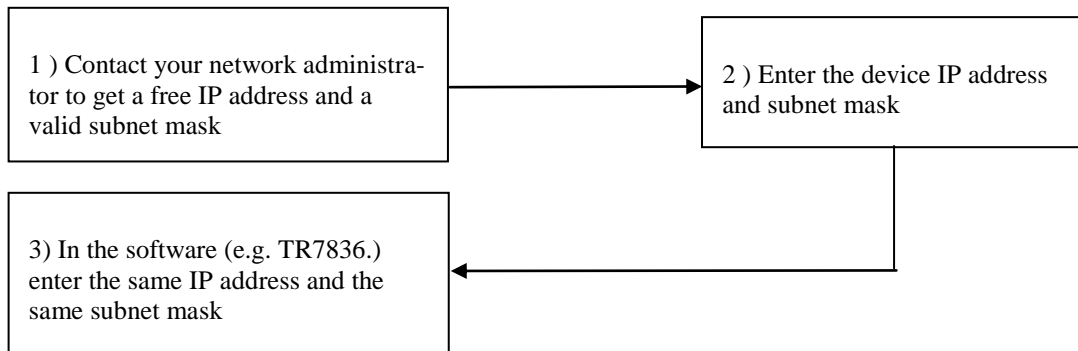 1 ) Contact your network administra-
tor to get a free IP address and a
valid subnet mask
2 ) Enter the device IP address
and subnet mask
3) In the software (e.g. TR7836.)
enter the same IP address and the
same subnet mask